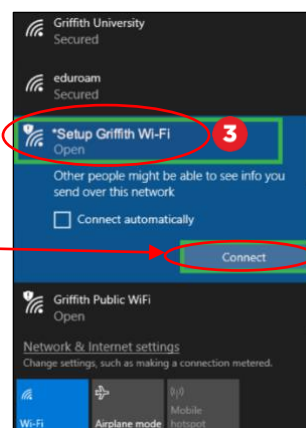 Griffith University
Secured
eduroam
Secured
*Setup Griffith Wi-Fi
3
Open
Other people might be able to see info you
send over this network
Connect automatically
Connect
Griffith Public WiFi
Open
Network & Internet settings
Change settings, such as making a connection metered.
Wi-Fi
Airplane mode
Mobile
hotspot